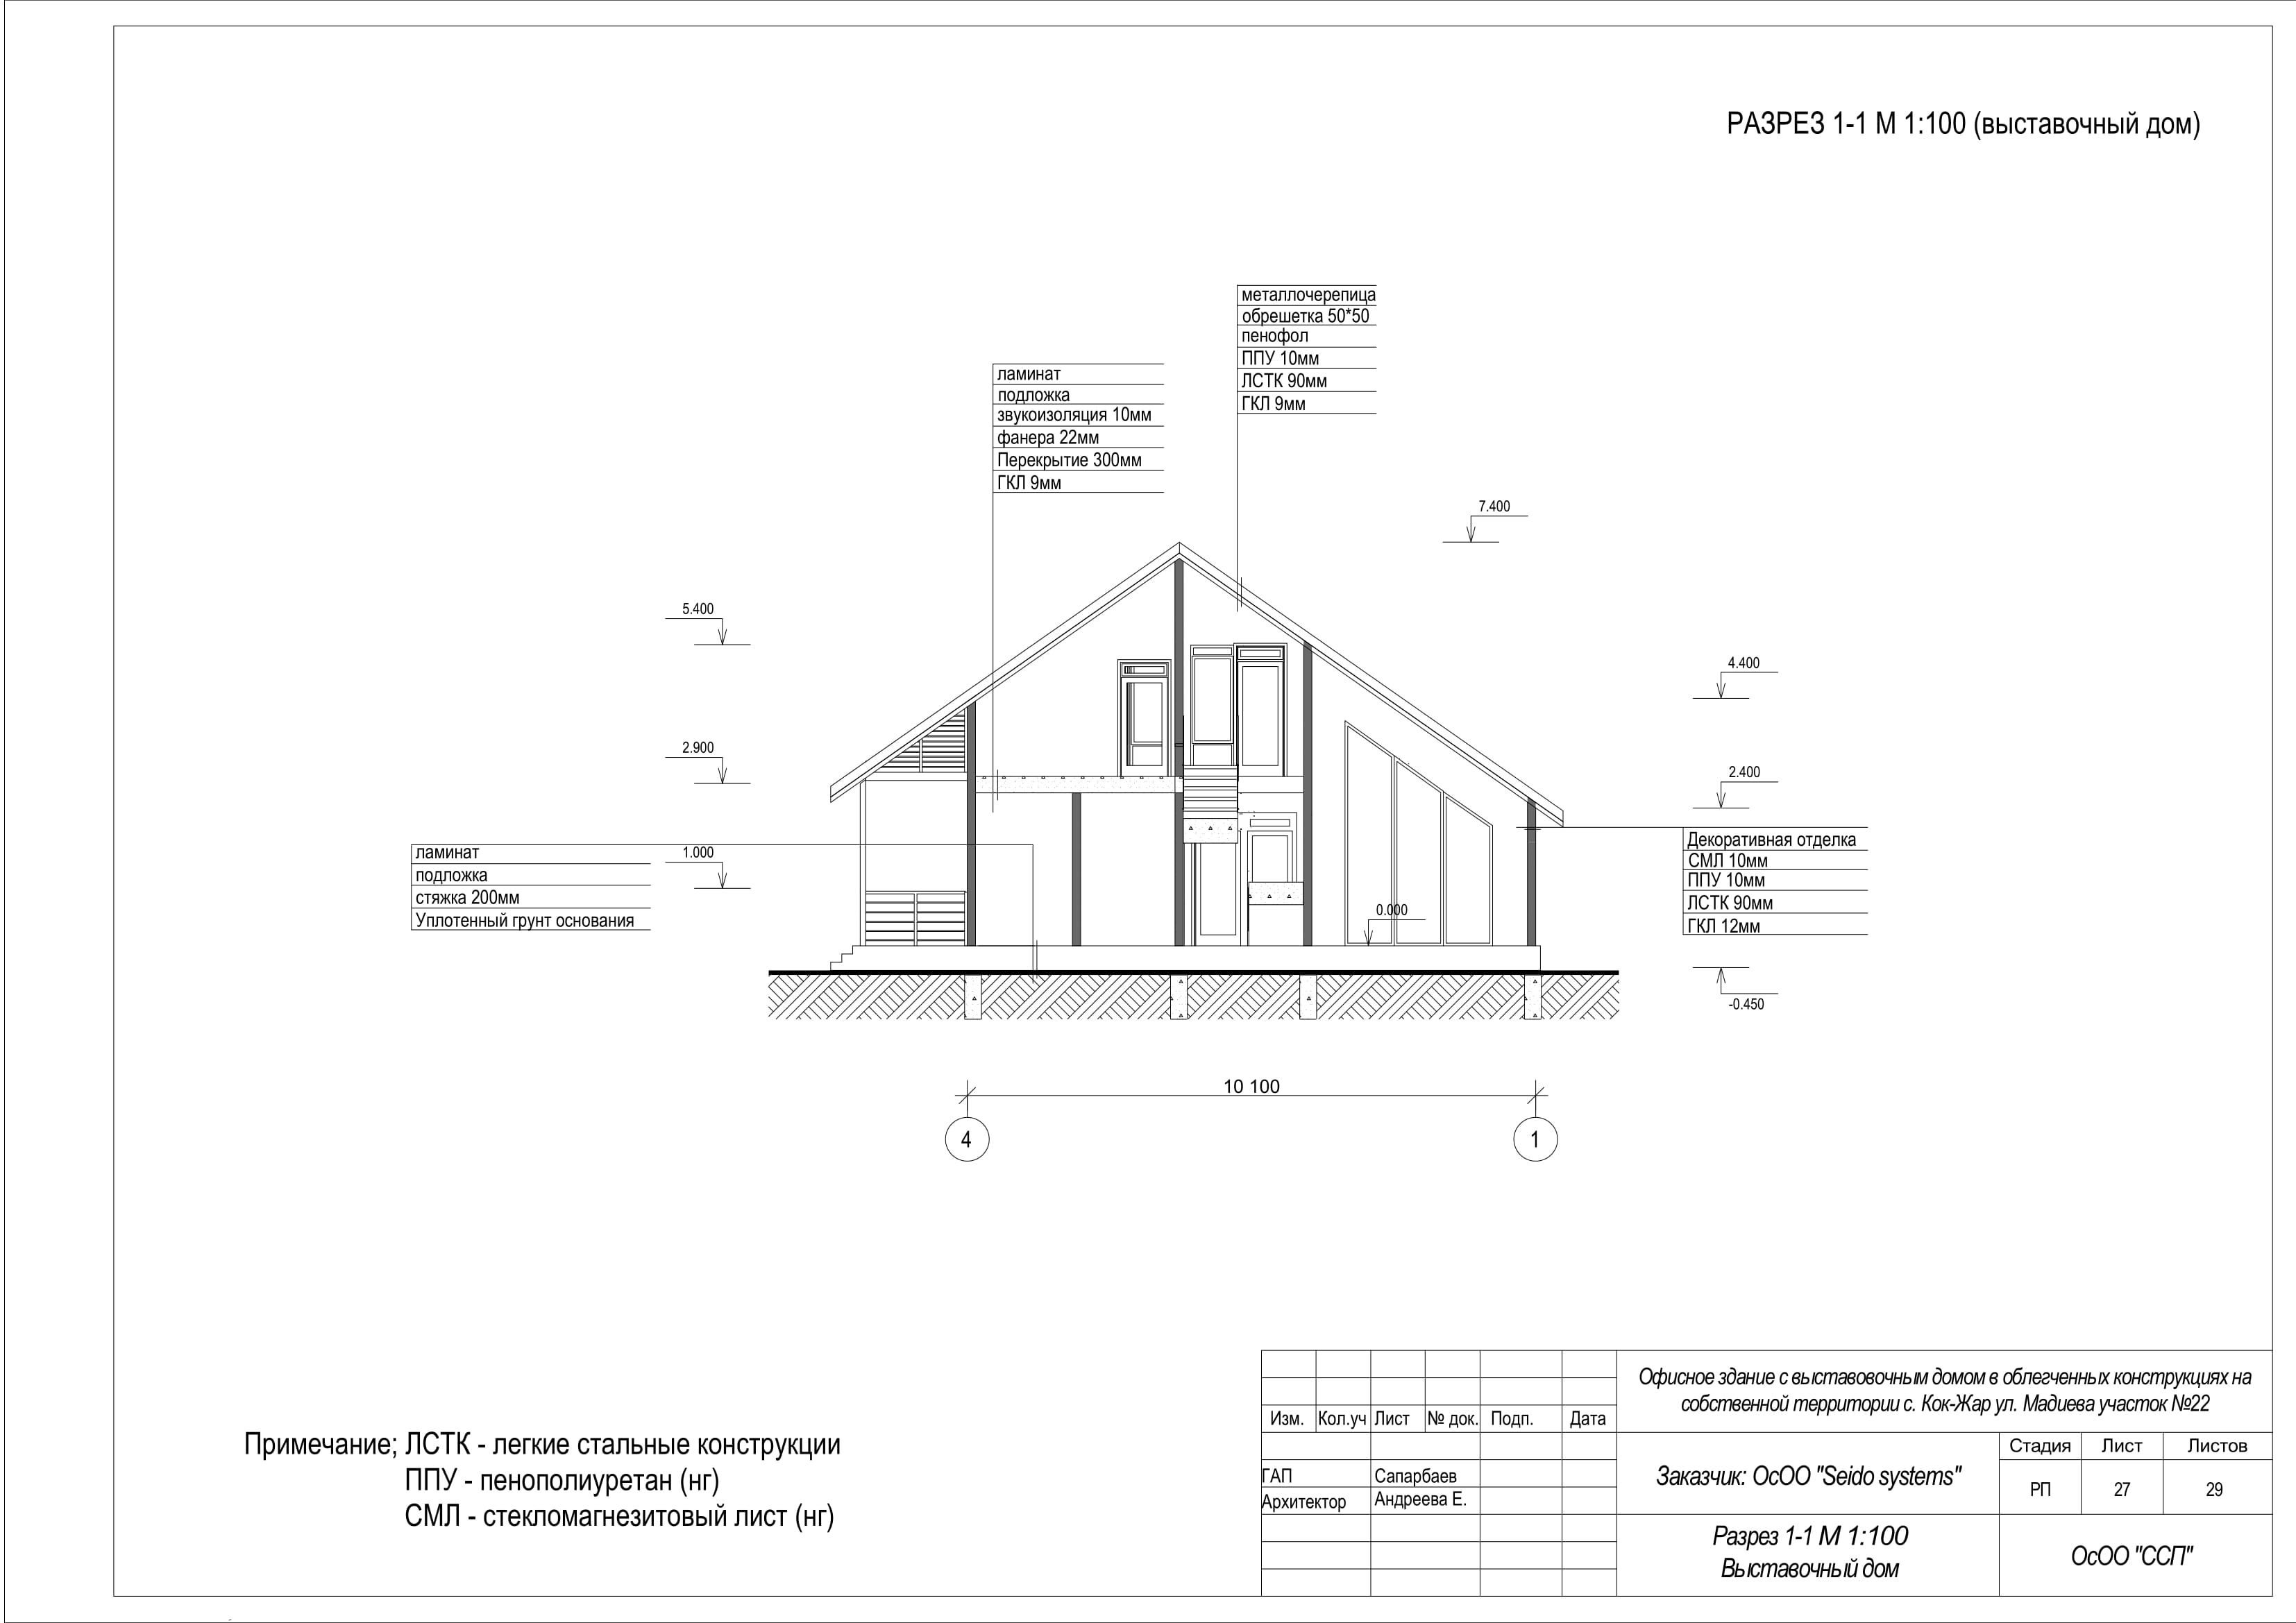 РАЗРЕЗ 1-1 М 1:100 (выставочный дом)
металлочерепица
обрешетка 50*50
пенофол
ППУ 10мм
ЛСТК 90мм
ГКЛ 9мм
ламинат
подложка
звукоизоляция 10мм
фанера 22мм
Перекрытие 300мм
ГКЛ 9мм
7.400
5.400
4.400
2.900
2.400
1.000
ламинат
подложка
стяжка 200мм
Уплотенный грунт основания
Декоративная отделка
СМЛ 10мм
ППУ 10мм
ЛСТК 90мм
ГКЛ 12мм
0.000
-0.450
10 100
4
1
Примечание; ЛСТК - легкие стальные конструкции
ППУ - пенополиуретан (нг)
СМЛ - стекломагнезитовый лист (нг)
Офисное здание с выставовочным домом в облегченных конструкциях на
собственной территории с. Кок-Жар ул. Мадиева участок №22
Изм. Кол.уч Лист № док. Подп. Дата
Стадия Лист Листов
ГАП Сапарбаев
Архитектор Андреева Е.
Заказчик: ОсОО "Seido systems"
РП 27 29
Разрез 1-1 М 1:100
Выставочный дом
ОсОО "ССП"